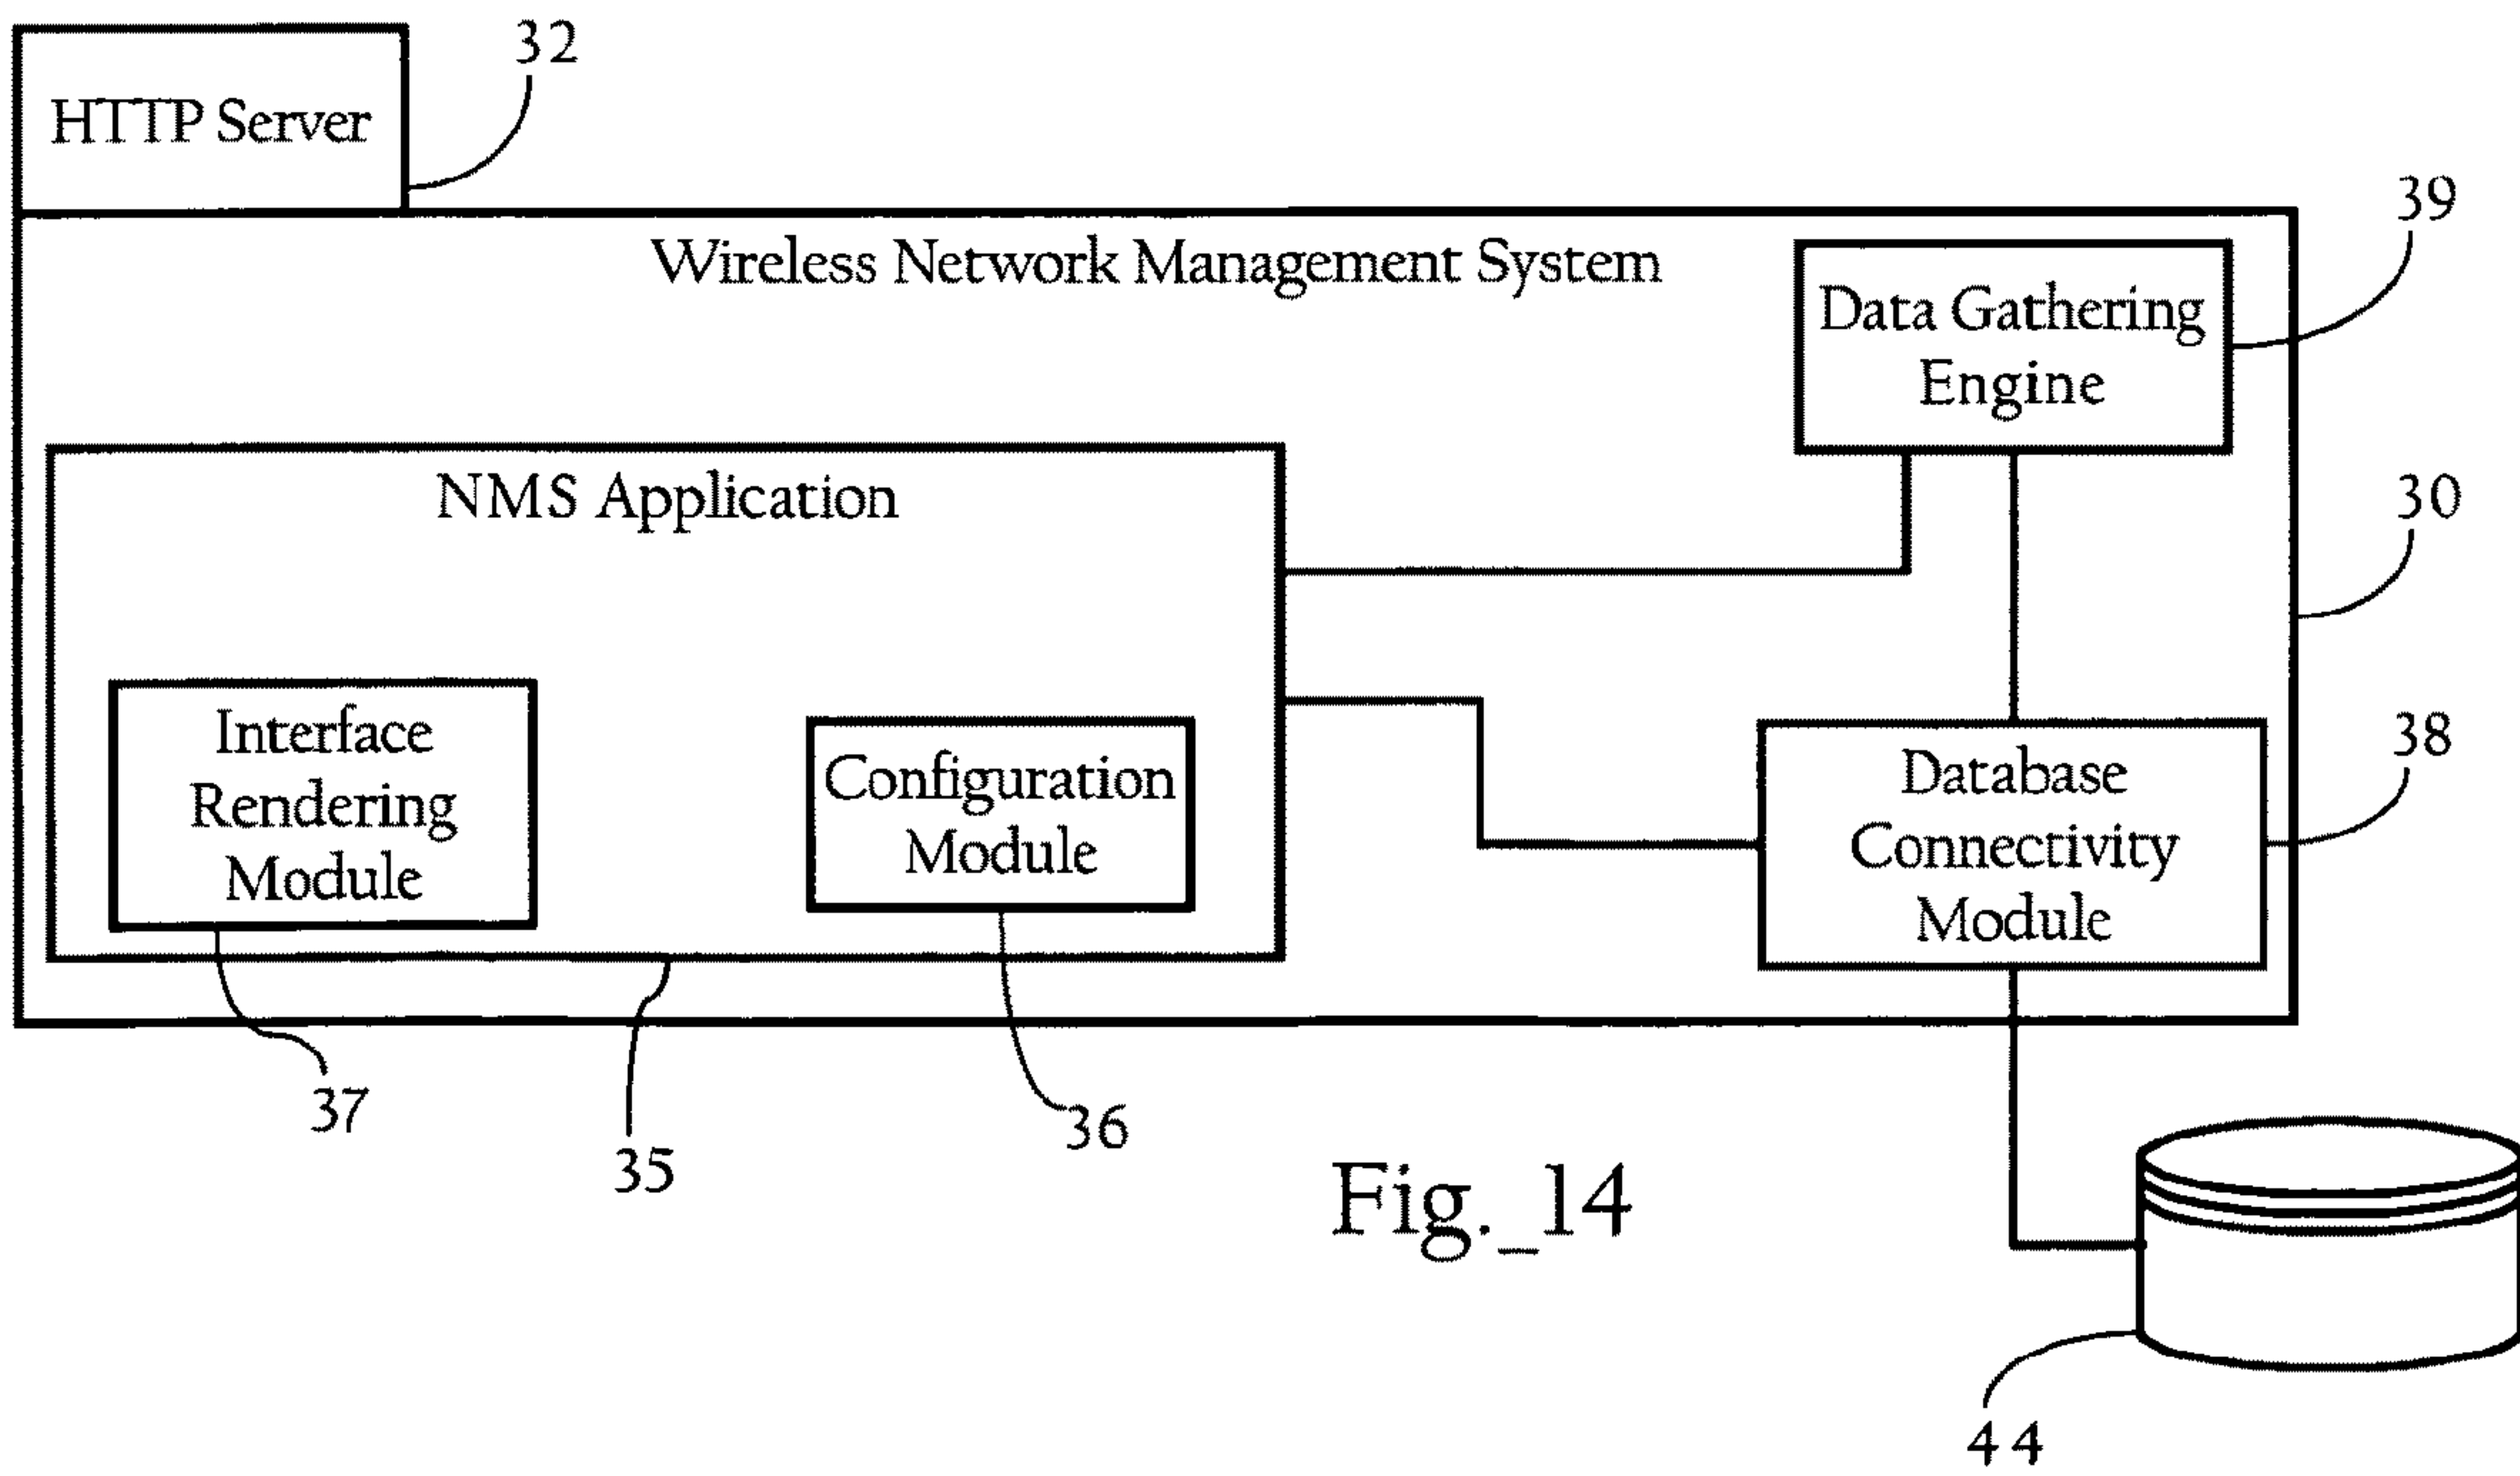 32
HTTP Server
39
Wireless Network Management System
Data Gathering
Engine
30
NMS Application
Interface
Rendering
Module
Configuration
Module
38
Database
Connectivity
Module
37
35
36
Fig._14
44